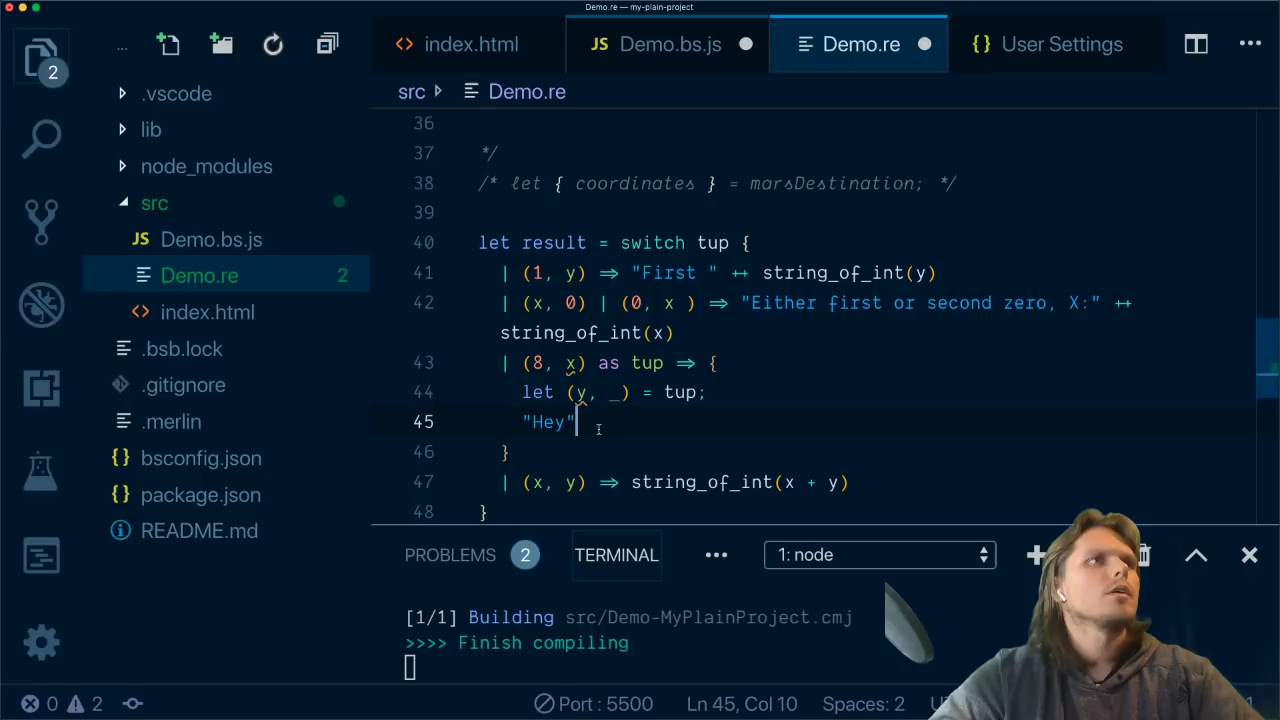 Demo.re — my-plain-project
... index.html JS Demo.bs.js Demo.re {} User Settings ...
2
.vscode
lib
node_modules
src
JS Demo.bs.js
Demo.re 2
index.html
.bsb.lock
.gitignore
.merlin
{} bsconfig.json
{} package.json
README.md
src Demo.re
36
37 */
38 /* let { coordinates } = marsDestination; */
39
40 let result = switch tup {
41 | (1, y) => "First " ++ string_of_int(y)
42 | (x, 0) | (0, x ) => "Either first or second zero, X:" ++
string_of_int(x)
43 | (8, x) as tup => {
44 let (y, _) = tup;
45 "Hey"
46 }
47 | (x, y) => string_of_int(x + y)
48 }
PROBLEMS 2 TERMINAL ... 1: node
[1/1] Building src/Demo-MyPlainProject.cmj
>>>> Finish compiling
0 2 Port : 5500 Ln 45, Col 10 Spaces: 2